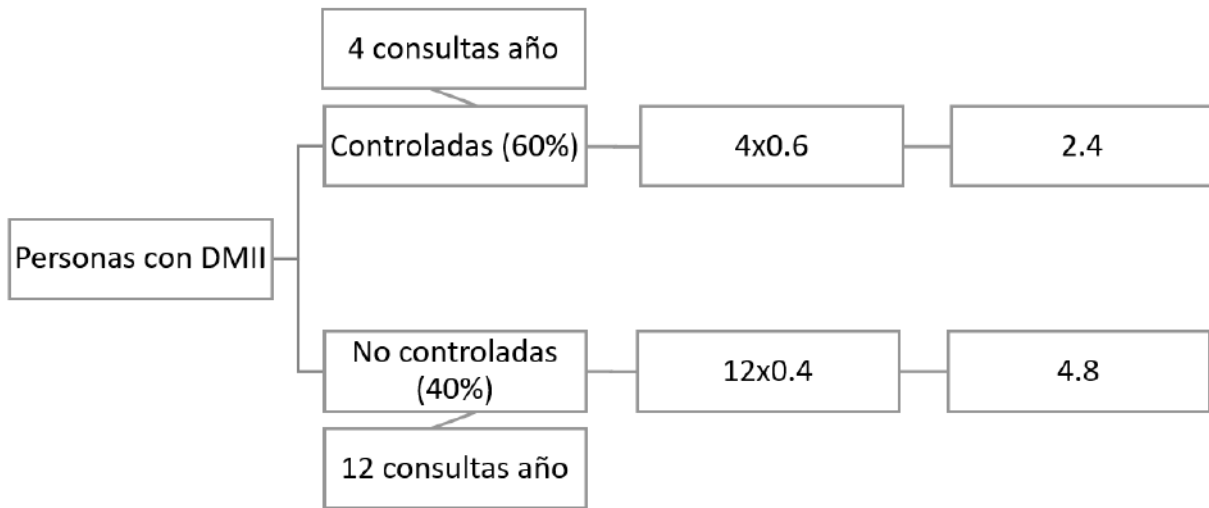 4 consultas año
Controladas (60%)
4x0.6
2.4
Personas con DMII
No controladas
(40%)
12x0.4
4.8
12 consultas año